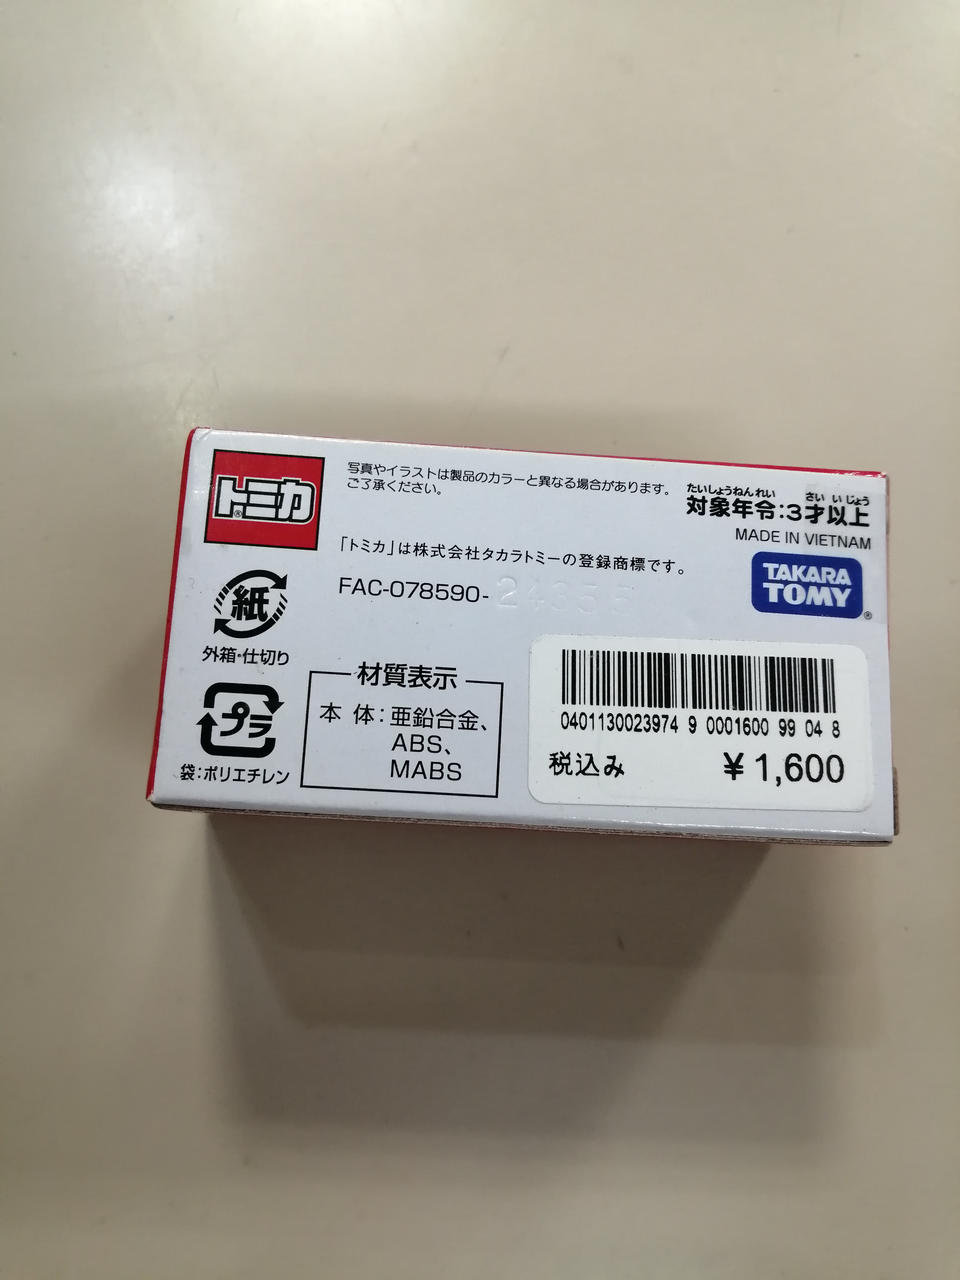 トミカ®
写真やイラストは製品のカラーと異なる場合があります。
ご了承ください。
たいしょうねんれい さい いじょう
対象年令:3才以上
MADE IN VIETNAM
「トミカ」は株式会社タカラトミーの登録商標です。
TAKARA
TOMY®
FAC-078590-
紙
外箱・仕切り
プラ
袋:ポリエチレン
材質表示
本 体:亜鉛合金、
ABS、
MABS
0401130023974 9 0001600 99 04 8
税込み ¥1,600